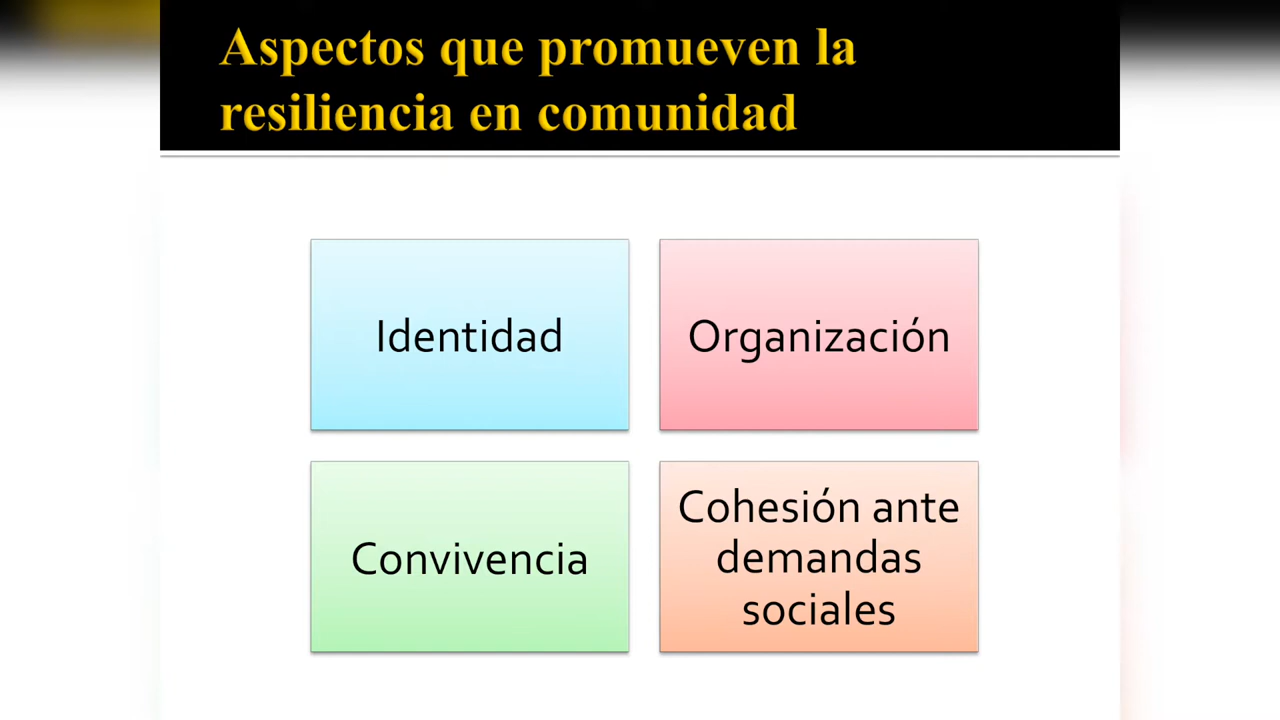 Aspectos que promueven la
resiliencia en comunidad
Identidad
Organización
Convivencia
Cohesión ante
demandas
sociales